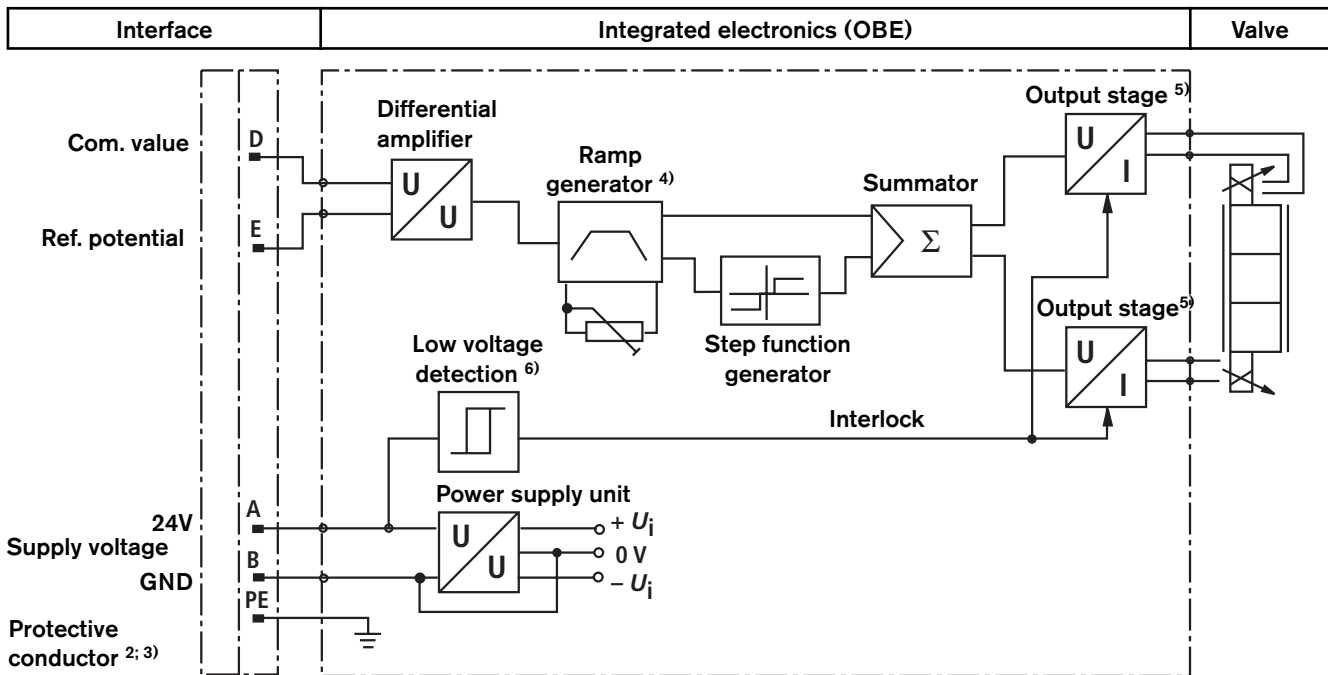 Interface
Integrated electronics (OBE)
Valve
Com. value
D
Differential
amplifier
U
U
Ramp
generator 4)
Summator
Σ
Output stage 5)
U
I
Ref. potential
E
Low voltage
detection 6)
Step function
generator
Output stage5)
U
I
Interlock
Power supply unit
24V
A
U
U
+ Ui
0 V
– Ui
Supply voltage
GND
B
PE
Protective
conductor 2; 3)